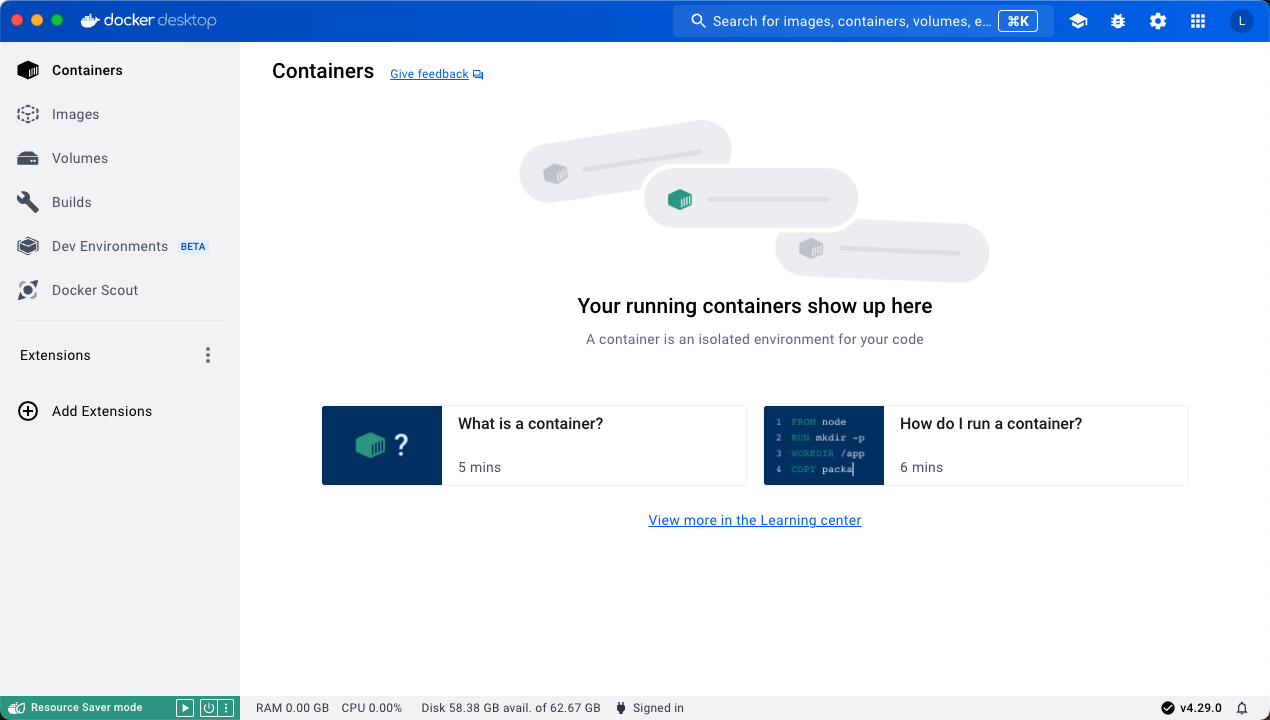 docker desktop
Search for images, containers, volumes, e...
⌘K
L
Containers
Images
Volumes
Builds
Dev Environments BETA
Docker Scout
Extensions
Add Extensions
Containers
Give feedback
Your running containers show up here
A container is an isolated environment for your code
?
What is a container?
5 mins
1 FROM node
2 RUN mkdir -p
3 WORKDIR /app
4 COPY packa
How do I run a container?
6 mins
View more in the Learning center
Resource Saver mode
RAM 0.00 GB CPU 0.00% Disk 58.38 GB avail. of 62.67 GB Signed in
v4.29.0